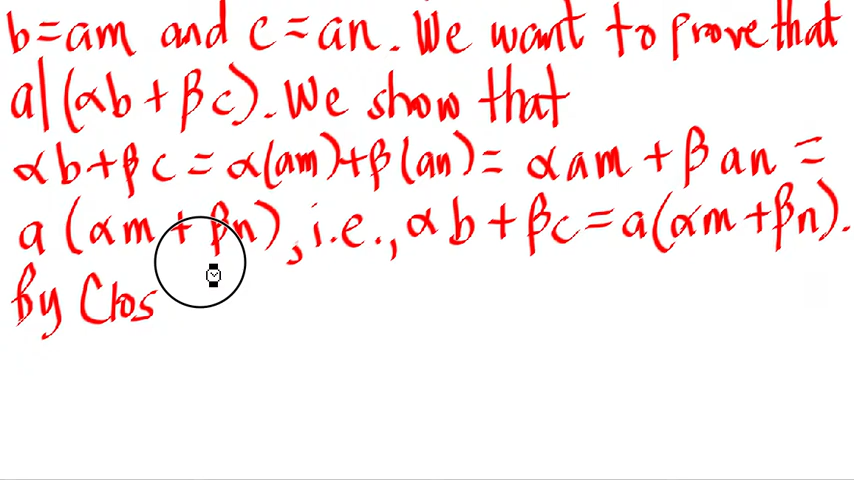 b=am and c=an. We want to prove that
a|(αb+βc). We show that
αb+βc=α(am)+β(an)=αam+βan=
a(αm+βn), i.e., αb+βc=a(αm+βn).
by Clos